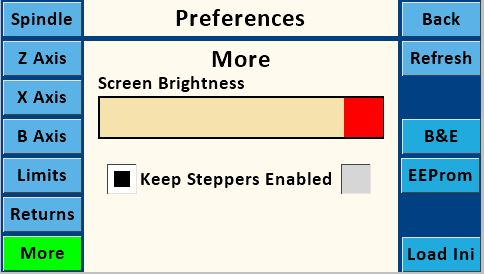 Spindle
Preferences
Back
Z Axis
More
Refresh
Screen Brightness
X Axis
B Axis
B&E
Limits
Keep Steppers Enabled
EEProm
Returns
More
Load Ini